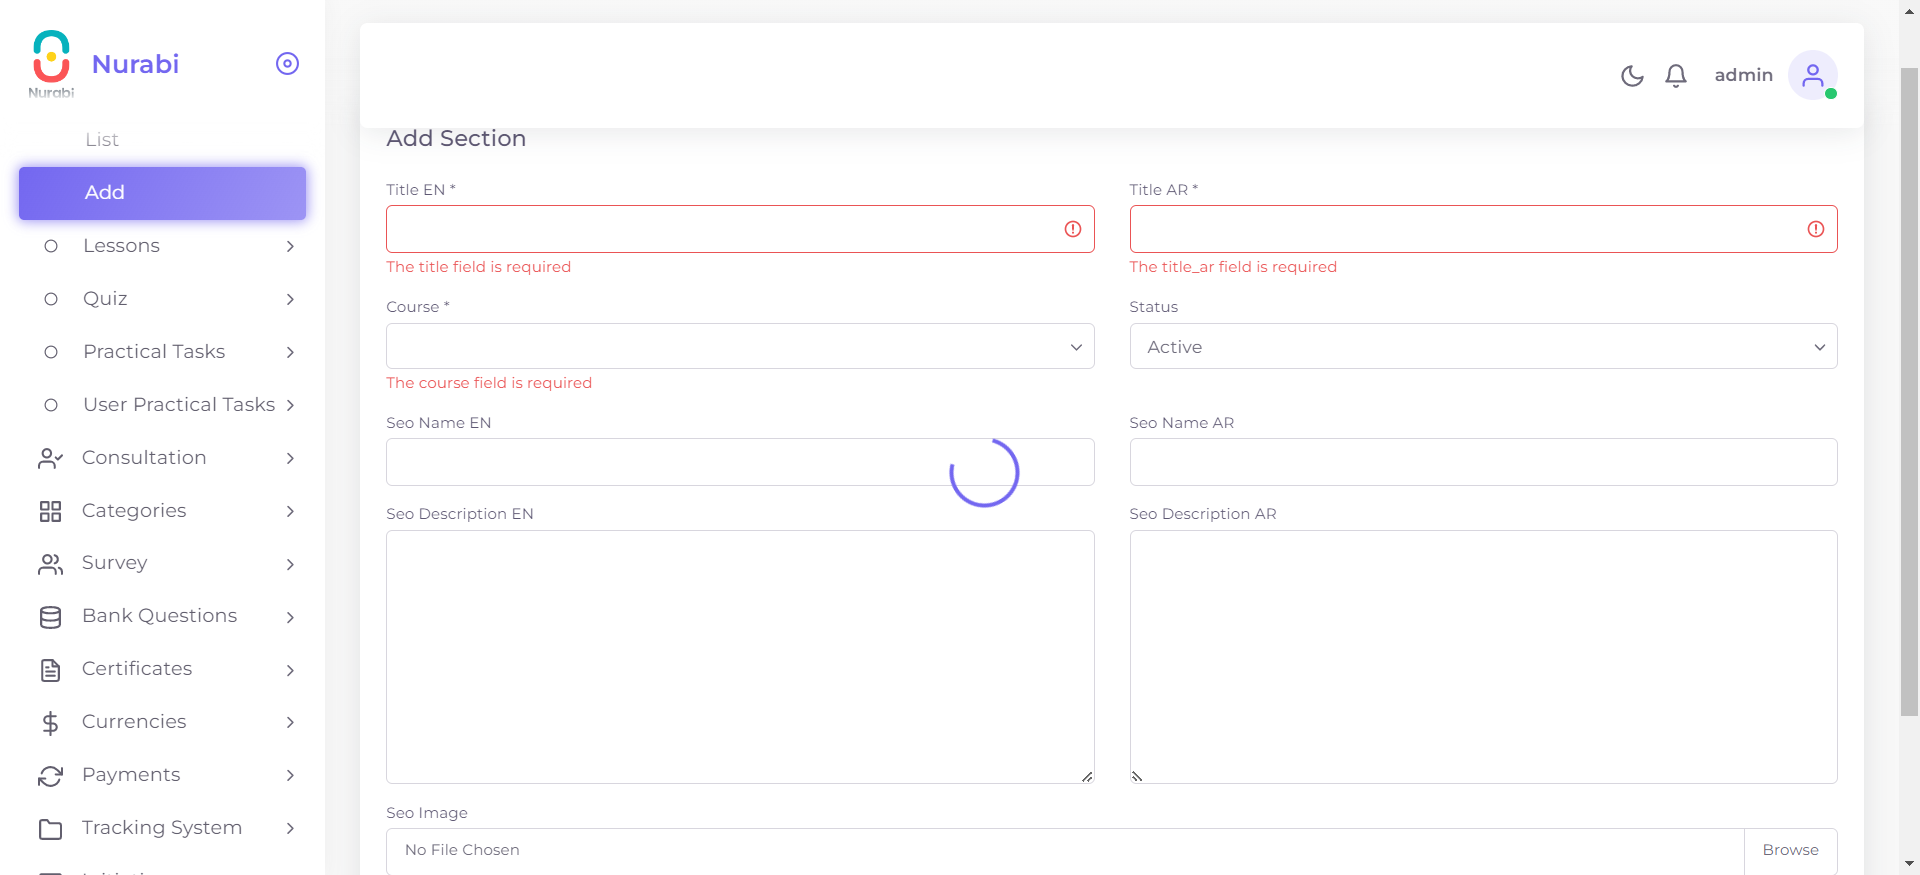 Nurabi
Nurabi
List
Add
Lessons
Quiz
Practical Tasks
User Practical Tasks
Consultation
Categories
Survey
Bank Questions
Certificates
Currencies
Payments
Tracking System
admin
Add Section
Title EN *
Title AR *
The title field is required
The title_ar field is required
Course *
Status
Active
The course field is required
Seo Name EN
Seo Name AR
Seo Description EN
Seo Description AR
Seo Image
No File Chosen
Browse